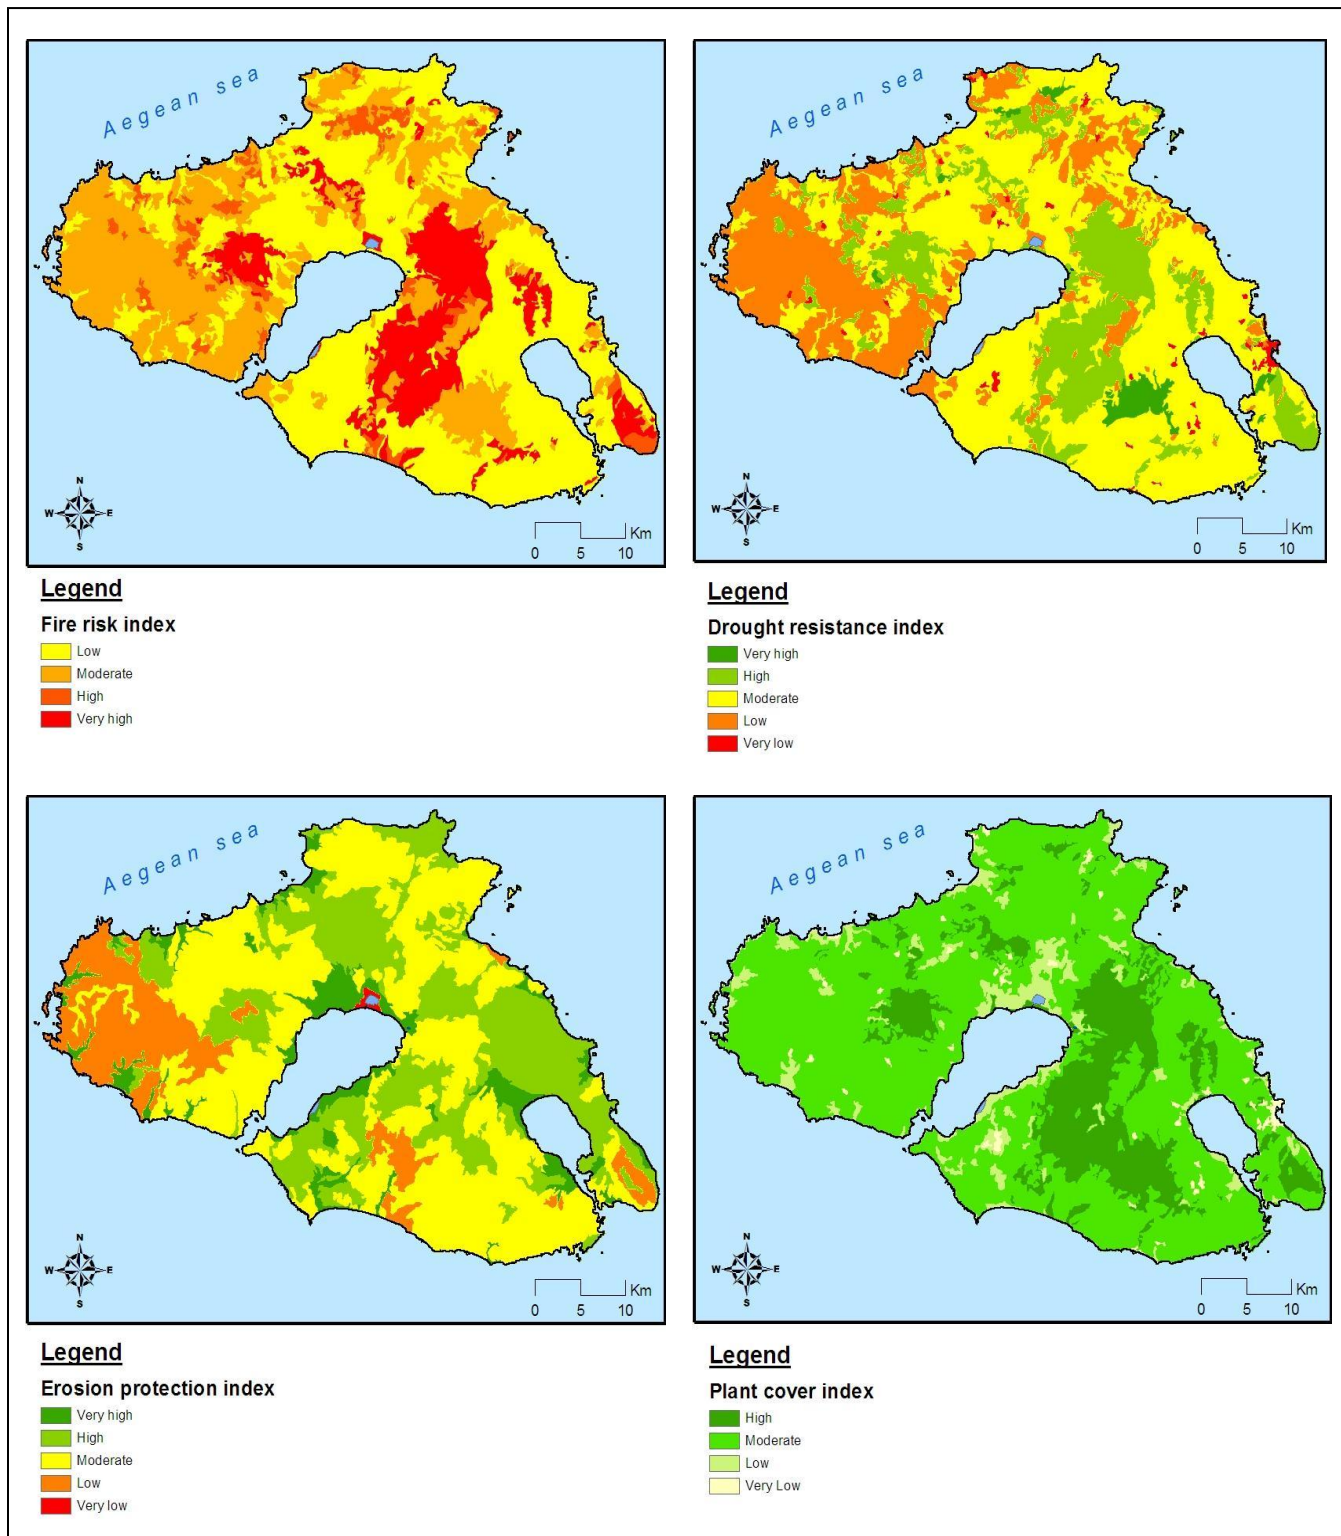 Aegean sea
N
W E
S
Km
0 5 10
Legend
Fire risk index
Low
Moderate
High
Very high
Aegean sea
N
W E
S
Km
0 5 10
Legend
Drought resistance index
Very high
High
Moderate
Low
Very low
Aegean sea
N
W E
S
Km
0 5 10
Legend
Erosion protection index
Very high
High
Moderate
Low
Very low
Aegean sea
N
W E
S
Km
0 5 10
Legend
Plant cover index
High
Moderate
Low
Very Low